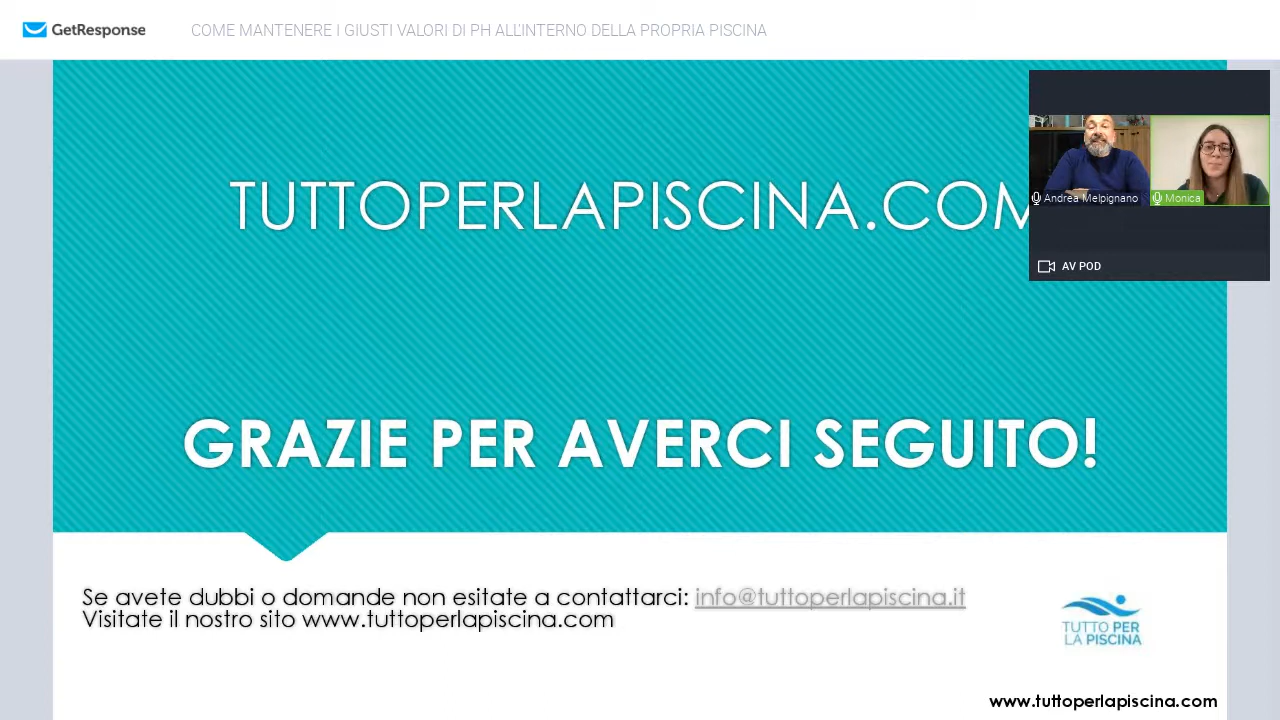 GetResponse
COME MANTENERE I GIUSTI VALORI DI PH ALL'INTERNO DELLA PROPRIA PISCINA
TUTTOPERLAPISCINA.COM
Andrea Melpignano
Monica
AV POD
GRAZIE PER AVERCI SEGUITO!
Se avete dubbi o domande non esitate a contattarci: info@tuttoperlapiscina.it
Visitate il nostro sito www.tuttoperlapiscina.com
TUTTO PER
LA PISCINA
www.tuttoperlapiscina.com